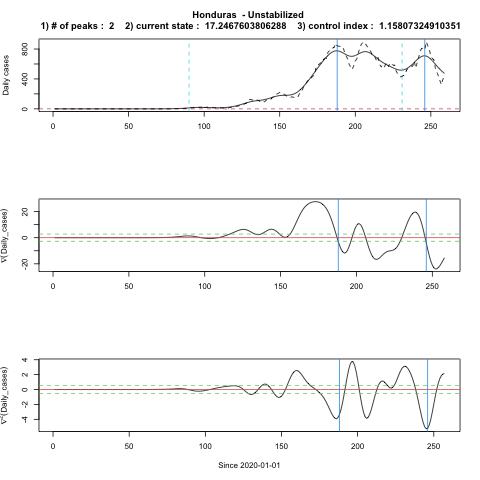 Honduras - Unstabilized
1) # of peaks : 2 2) current state : 17.2467603806288 3) control index : 1.15807324910351
Daily cases
0 400 800
0 50 100 150 200 250
∇(Daily_cases)
-20 0 20
0 50 100 150 200 250
∇²(Daily_cases)
-4 -2 0 2 4
0 50 100 150 200 250
Since 2020-01-01